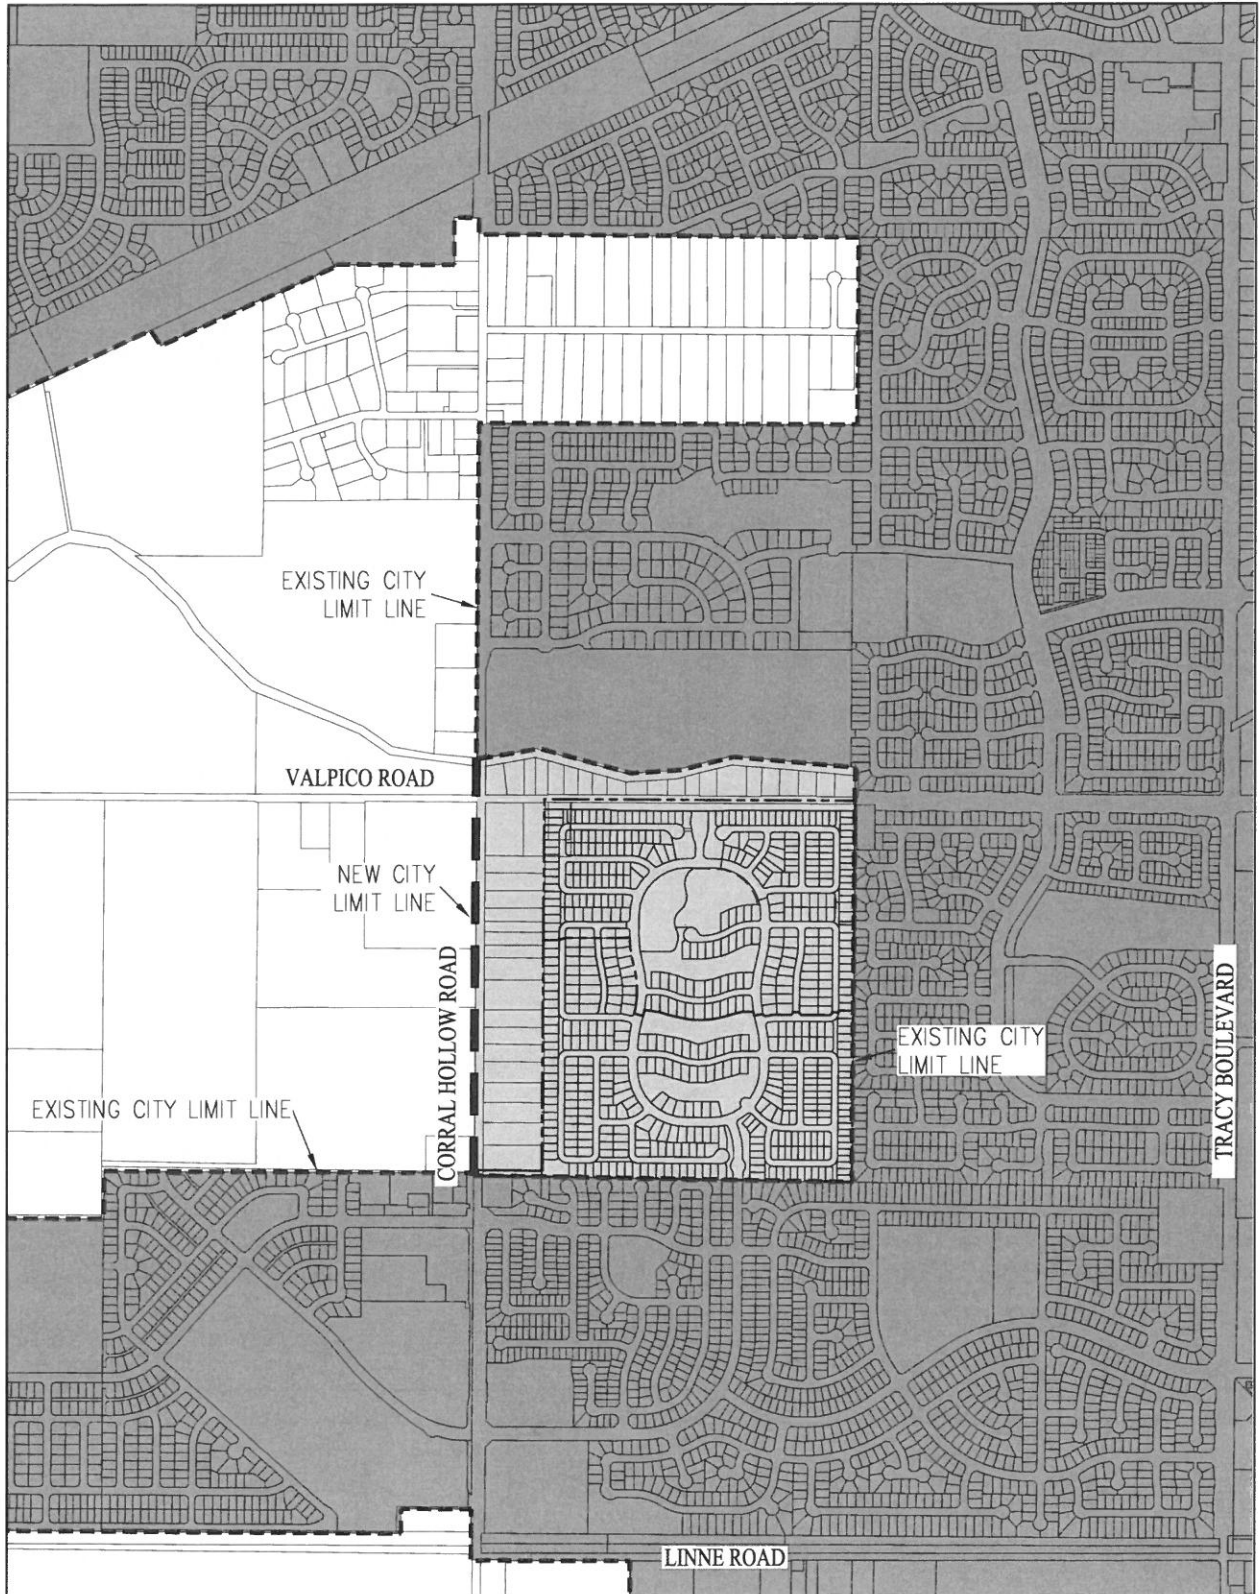 EXISTING CITY
LIMIT LINE
VALPICO ROAD
NEW CITY
LIMIT LINE
CORRAL HOLLOW ROAD
EXISTING CITY
LIMIT LINE
TRACY BOULEVARD
EXISTING CITY LIMIT LINE
LINNE ROAD